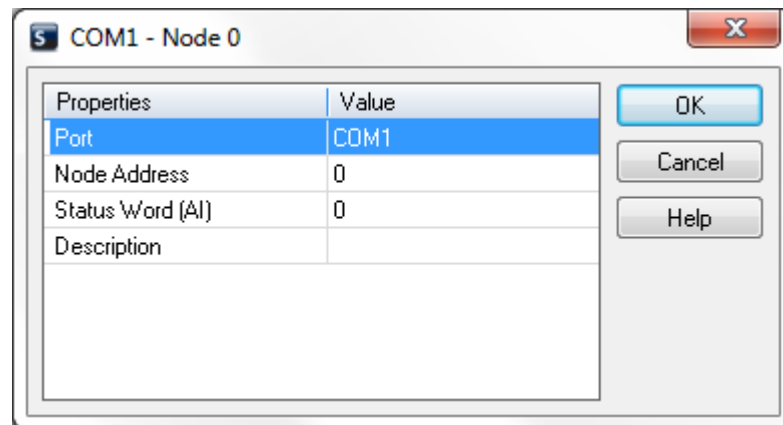 COM1 - Node 0
Properties Value
Port COM1
Node Address 0
Status Word (AI) 0
Description
OK
Cancel
Help